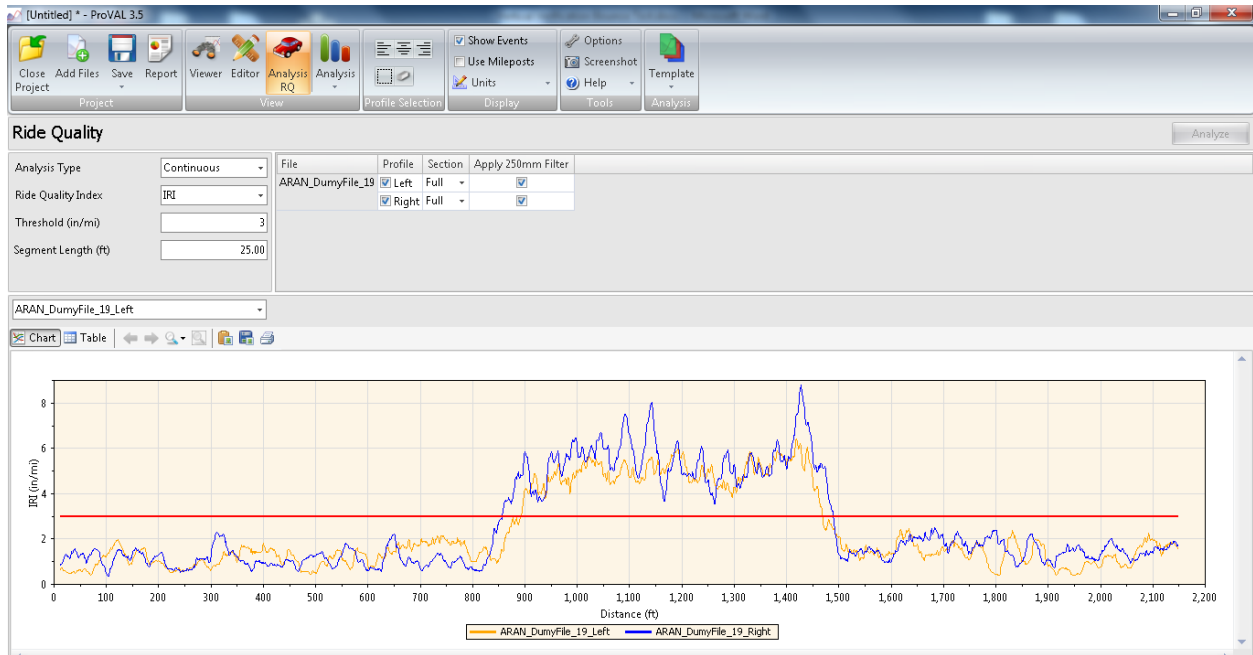 [Untitled] * - ProVAL 3.5
Close Project Add Files Save Report Viewer Editor Analysis RQ Analysis Show Events Use Mileposts Units Options Screenshot Help Template
Project View Profile Selection Display Tools Analysis
Ride Quality Analyze
Analysis Type Continuous
Ride Quality Index IRI
Threshold (in/mi) 3
Segment Length (ft) 25.00
File Profile Section Apply 250mm Filter
ARAN_DumyFile_19 Left Full
Right Full
ARAN_DumyFile_19_Left
Chart Table
8
6
4
2
0
IRI (in/mi)
0 100 200 300 400 500 600 700 800 900 1,000 1,100 1,200 1,300 1,400 1,500 1,600 1,700 1,800 1,900 2,000 2,100 2,200
Distance (ft)
ARAN_DumyFile_19_Left ARAN_DumyFile_19_Right